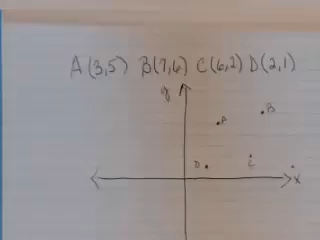 A(3,5) B(7,6) C(6,2) D(2,1)
y
B
A
D C
x